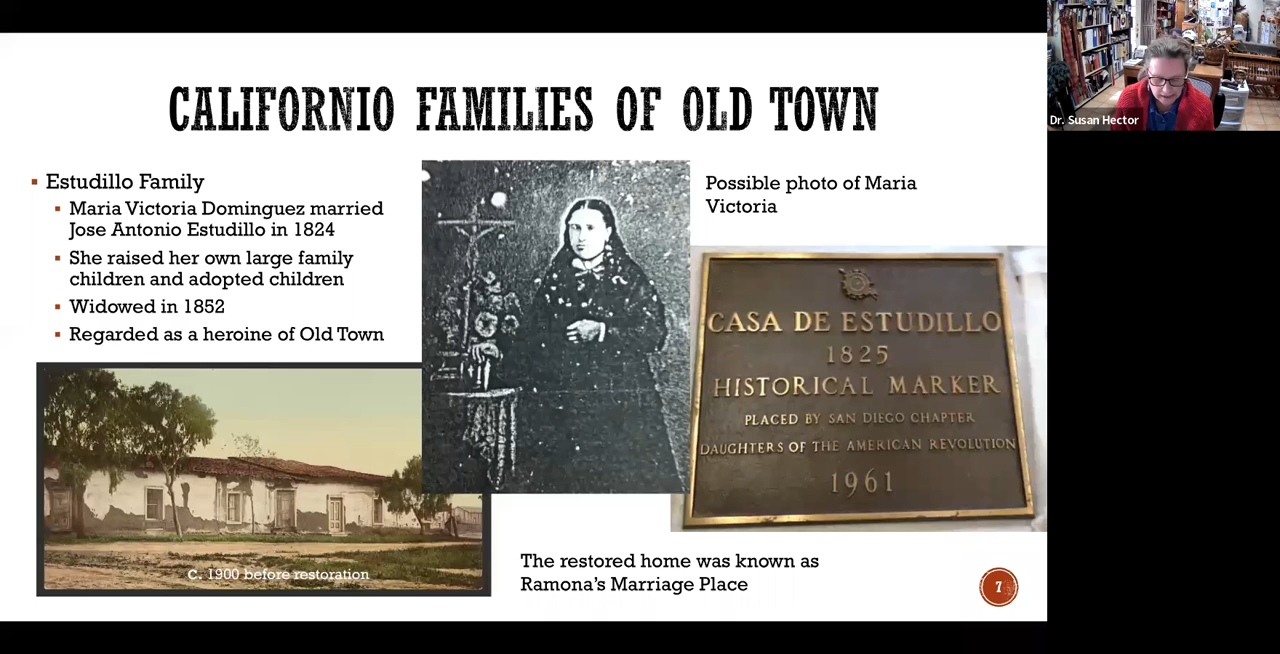 CALIFORNIO FAMILIES OF OLD TOWN
Estudillo Family
Maria Victoria Dominguez married
Jose Antonio Estudillo in 1824
She raised her own large family
children and adopted children
Widowed in 1852
Regarded as a heroine of Old Town
Possible photo of Maria
Victoria
CASA DE ESTUDILLO
1825
HISTORICAL MARKER
PLACED BY SAN DIEGO CHAPTER
DAUGHTERS OF THE AMERICAN REVOLUTION
1961
C. 1900 before restoration
The restored home was known as
Ramona's Marriage Place
7
Dr. Susan Hector